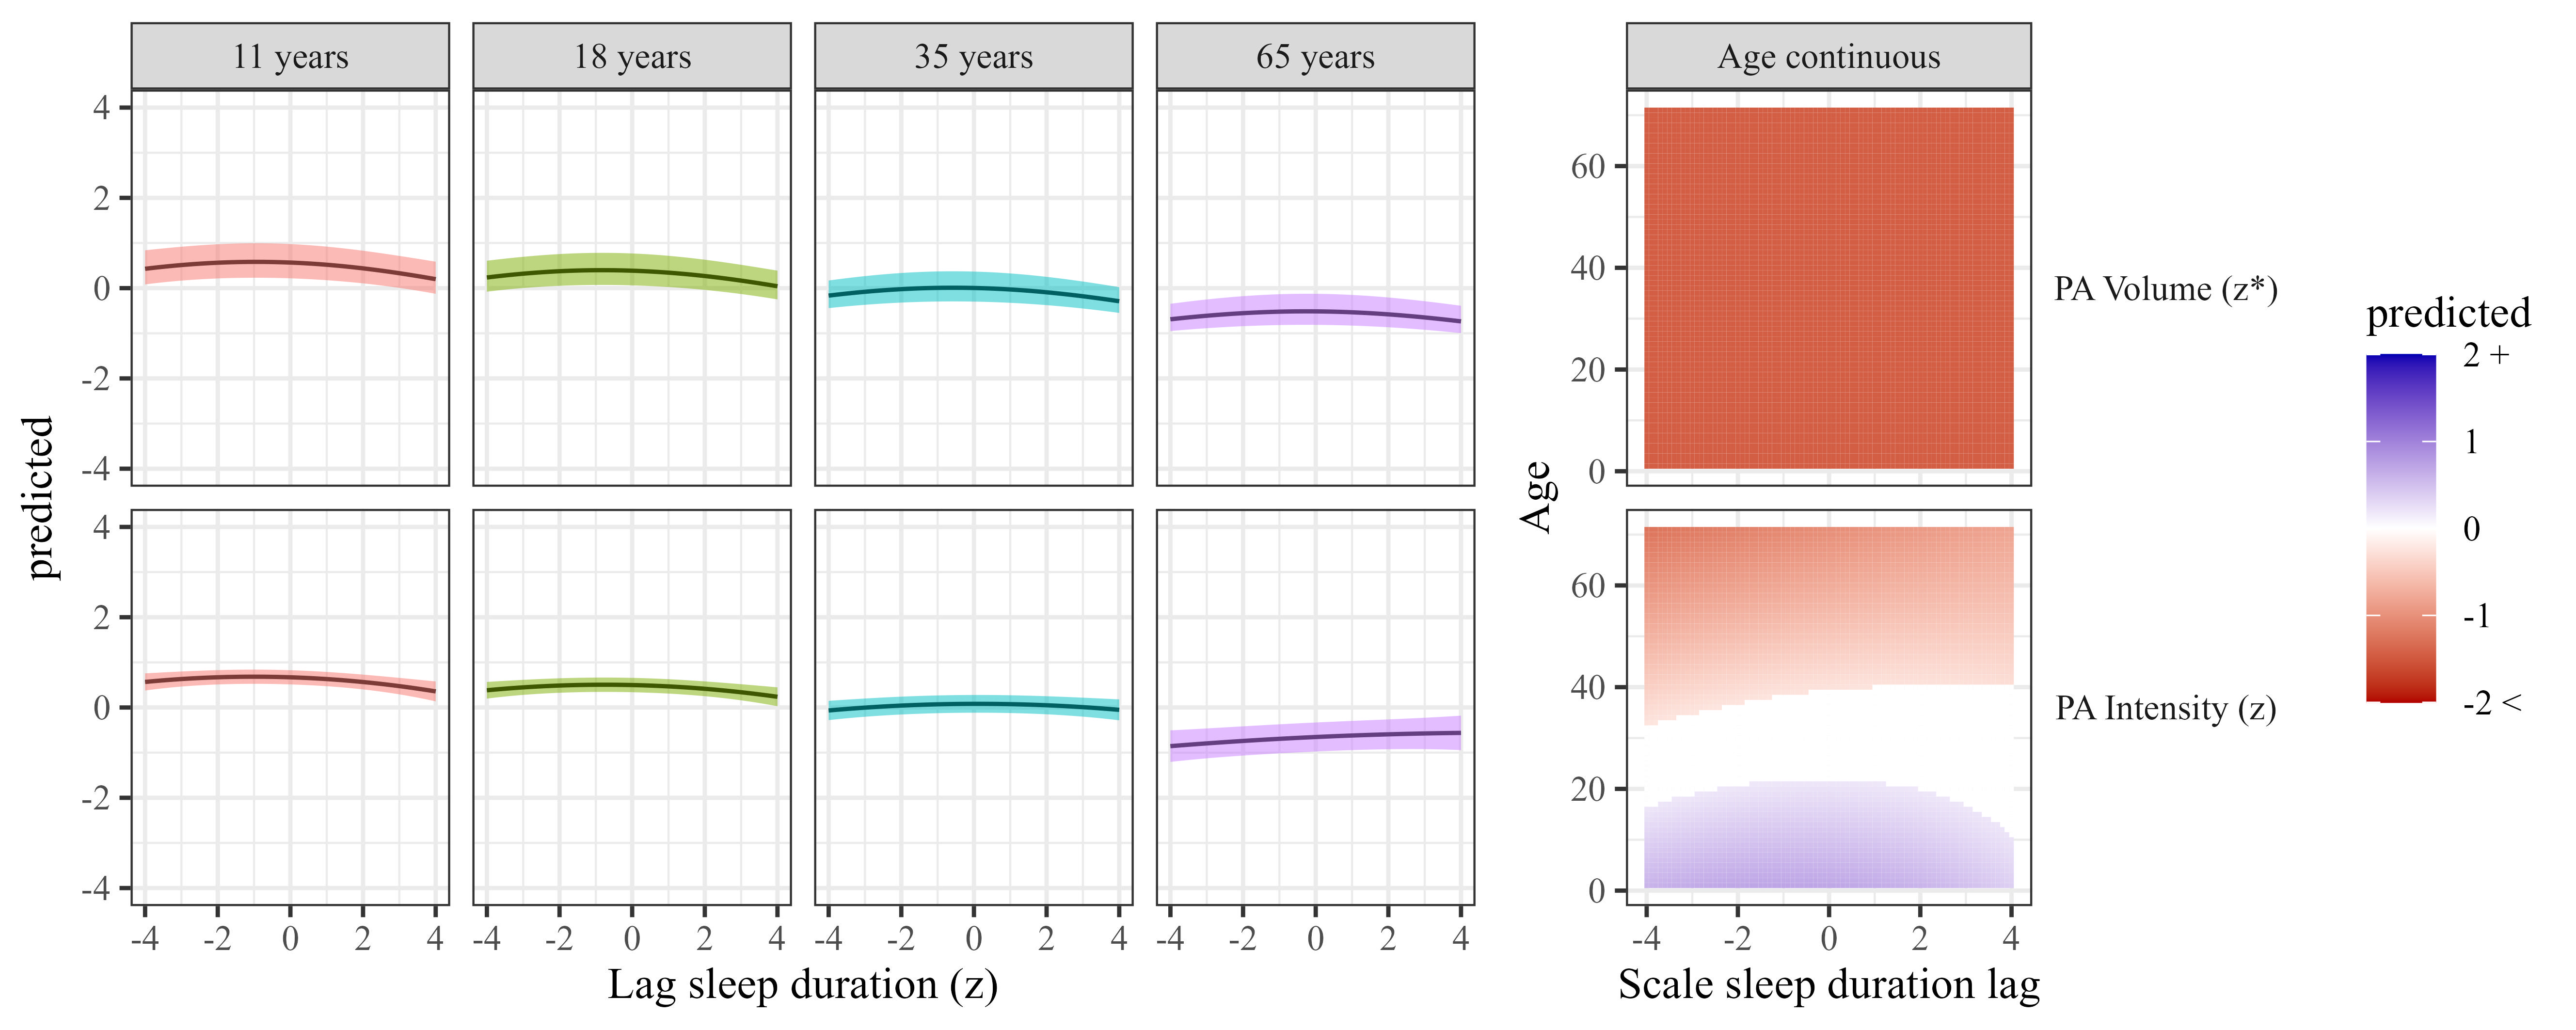 11 years
18 years
35 years
65 years
Age continuous
predicted
4
2
0
-2
-4
4
2
0
-2
-4
-4 -2 0 2 4
-4 -2 0 2 4
-4 -2 0 2 4
-4 -2 0 2 4
Lag sleep duration (z)
Age
60
40
20
0
PA Volume (z*)
60
40
20
0
PA Intensity (z)
-4 -2 0 2 4
Scale sleep duration lag
predicted
2 +
1
0
-1
-2 <